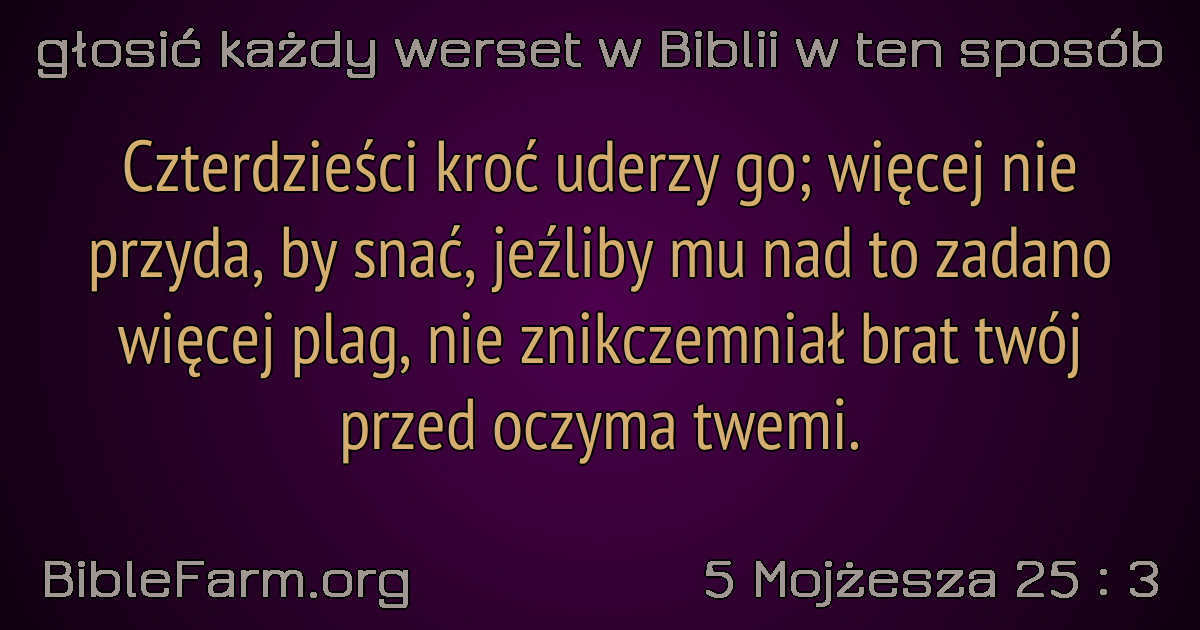 głosić każdy werset w Biblii w ten sposób
Czterdzieści kroć uderzy go; więcej nie
przyda, by snać, jeźliby mu nad to zadano
więcej plag, nie znikczemniał brat twój
przed oczyma twemi.
BibleFarm.org
5 Mojżesza 25 : 3